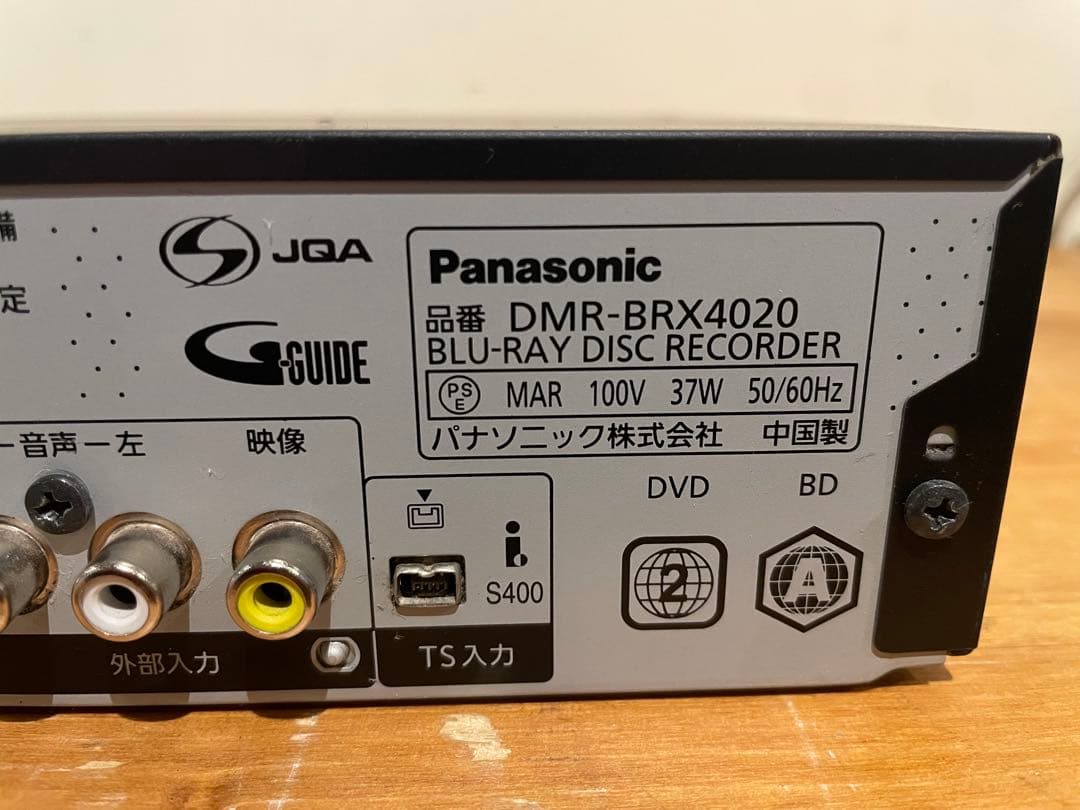 備
定
JQA
G-GUIDE
Panasonic
品番 DMR-BRX4020
BLU-RAY DISC RECORDER
PS E MAR 100V 37W 50/60Hz
パナソニック株式会社 中国製
ー音声ー左 映像
外部入力
i S400
TS入力
DVD BD
2 A